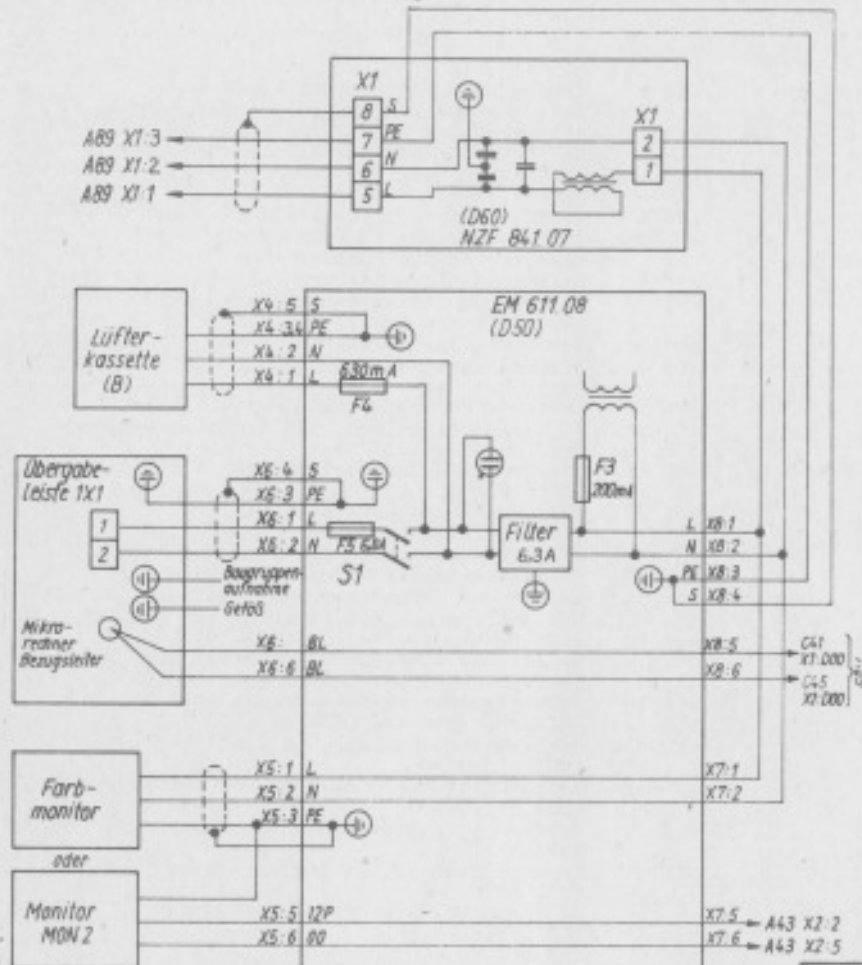 X1
8 S
7 PE
6 N
5 L
A89 X1:3
A89 X1:2
A89 X1:1
X1
2
1
(D60)
NZF 841.07
EM 611.08
(D50)
Lüfter-
kassette
(B)
X4:5 S
X4:3,4 PE
X4:2 N
X4:1 L
630mA
F4
F3
200mA
Übergabe-
leiste 1X1
1
2
X6:4 S
X6:3 PE
X6:1 L
X6:2 N
F5
S1
Filter
6.3A
L X8:1
N X8:2
PE X8:3
S X8:4
Baugruppen-
aufnahme
Gefäß
Mikro-
rechner
Bezugsleiter
X6: BL
X6:6 BL
X8:5
X8:6
C41
X1:D00
C45
X2:D00
Farb-
monitor
X5:1 L
X5:2 N
X5:3 PE
X7:1
X7:2
oder
Monitor
MON 2
X5:5 12P
X5:6 00
X7:5 A43 X2:2
X7:6 A43 X2:5